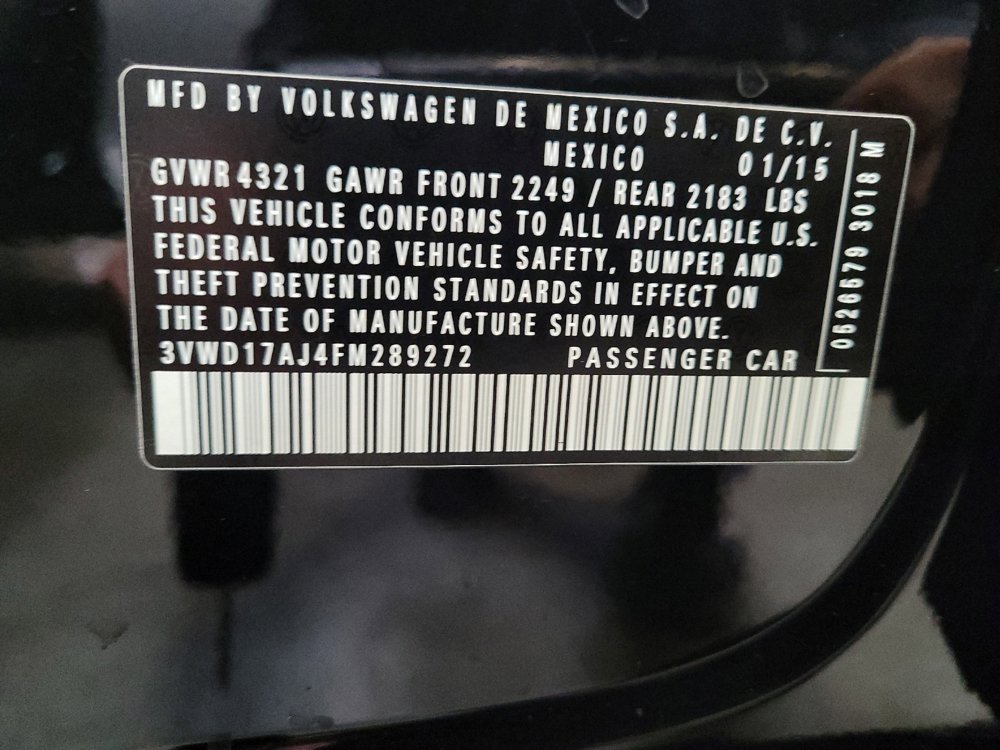 MFD BY VOLKSWAGEN DE MEXICO S.A. DE C.V.
MEXICO 01/15
GVWR 4321 GAWR FRONT 2249 / REAR 2183 LBS
THIS VEHICLE CONFORMS TO ALL APPLICABLE U.S.
FEDERAL MOTOR VEHICLE SAFETY, BUMPER AND
THEFT PREVENTION STANDARDS IN EFFECT ON
THE DATE OF MANUFACTURE SHOWN ABOVE.
3VWD17AJ4FM289272 PASSENGER CAR
0526579 3018 M